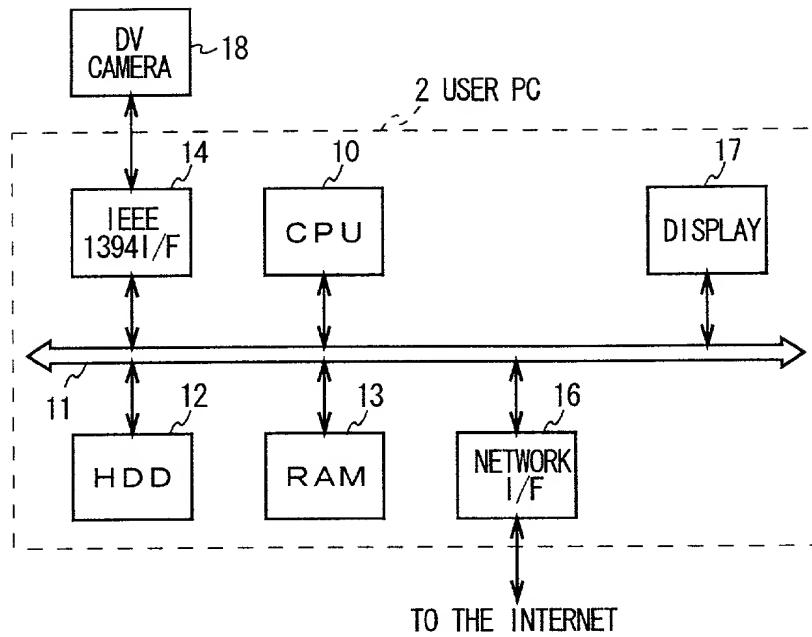 DV
CAMERA
18
2 USER PC
14
10
17
IEEE
1394I/F
CPU
DISPLAY
11
12
13
16
HDD
RAM
NETWORK
I/F
TO THE INTERNET